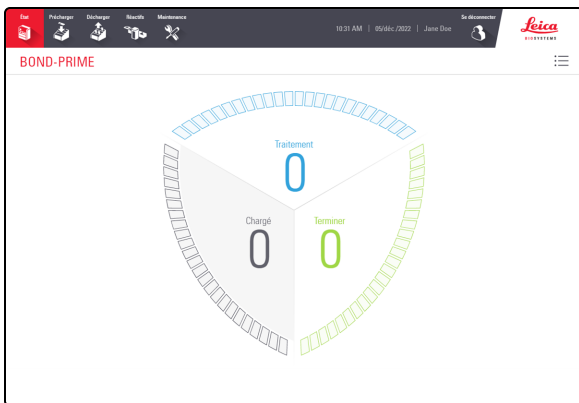 État
Précharger
Décharger
Réactifs
Maintenance
10:31 AM | 05/déc./2022 | Jane Doe
Se déconnecter
Leica
BIOSYSTEMS
BOND-PRIME
Traitement
0
Chargé
0
Terminer
0